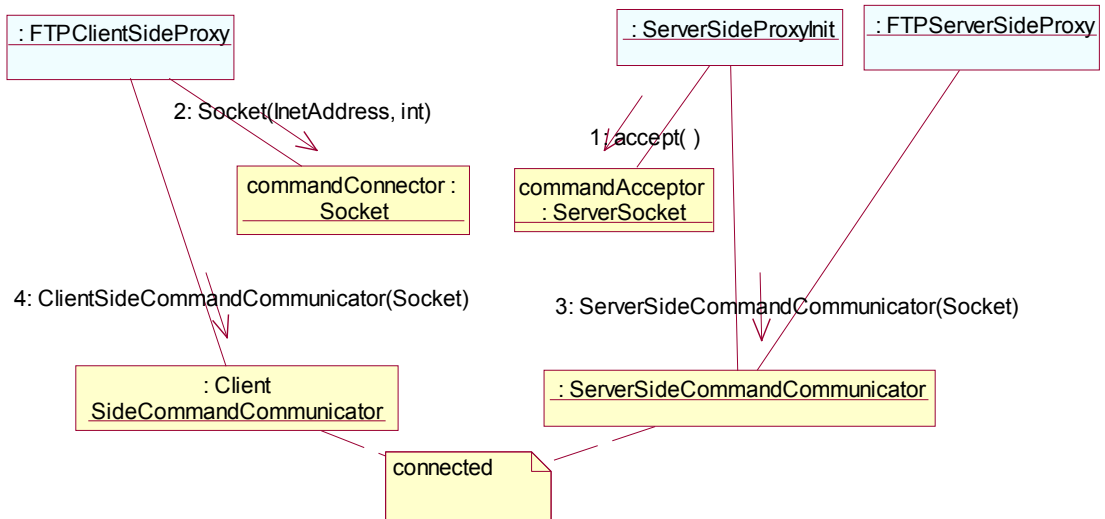 : FTPClientSideProxy
: ServerSideProxyInit
: FTPServerSideProxy
2: Socket(InetAddress, int)
1: accept( )
commandConnector :
Socket
commandAcceptor
: ServerSocket
4: ClientSideCommandCommunicator(Socket)
3: ServerSideCommandCommunicator(Socket)
: Client
SideCommandCommunicator
: ServerSideCommandCommunicator
connected